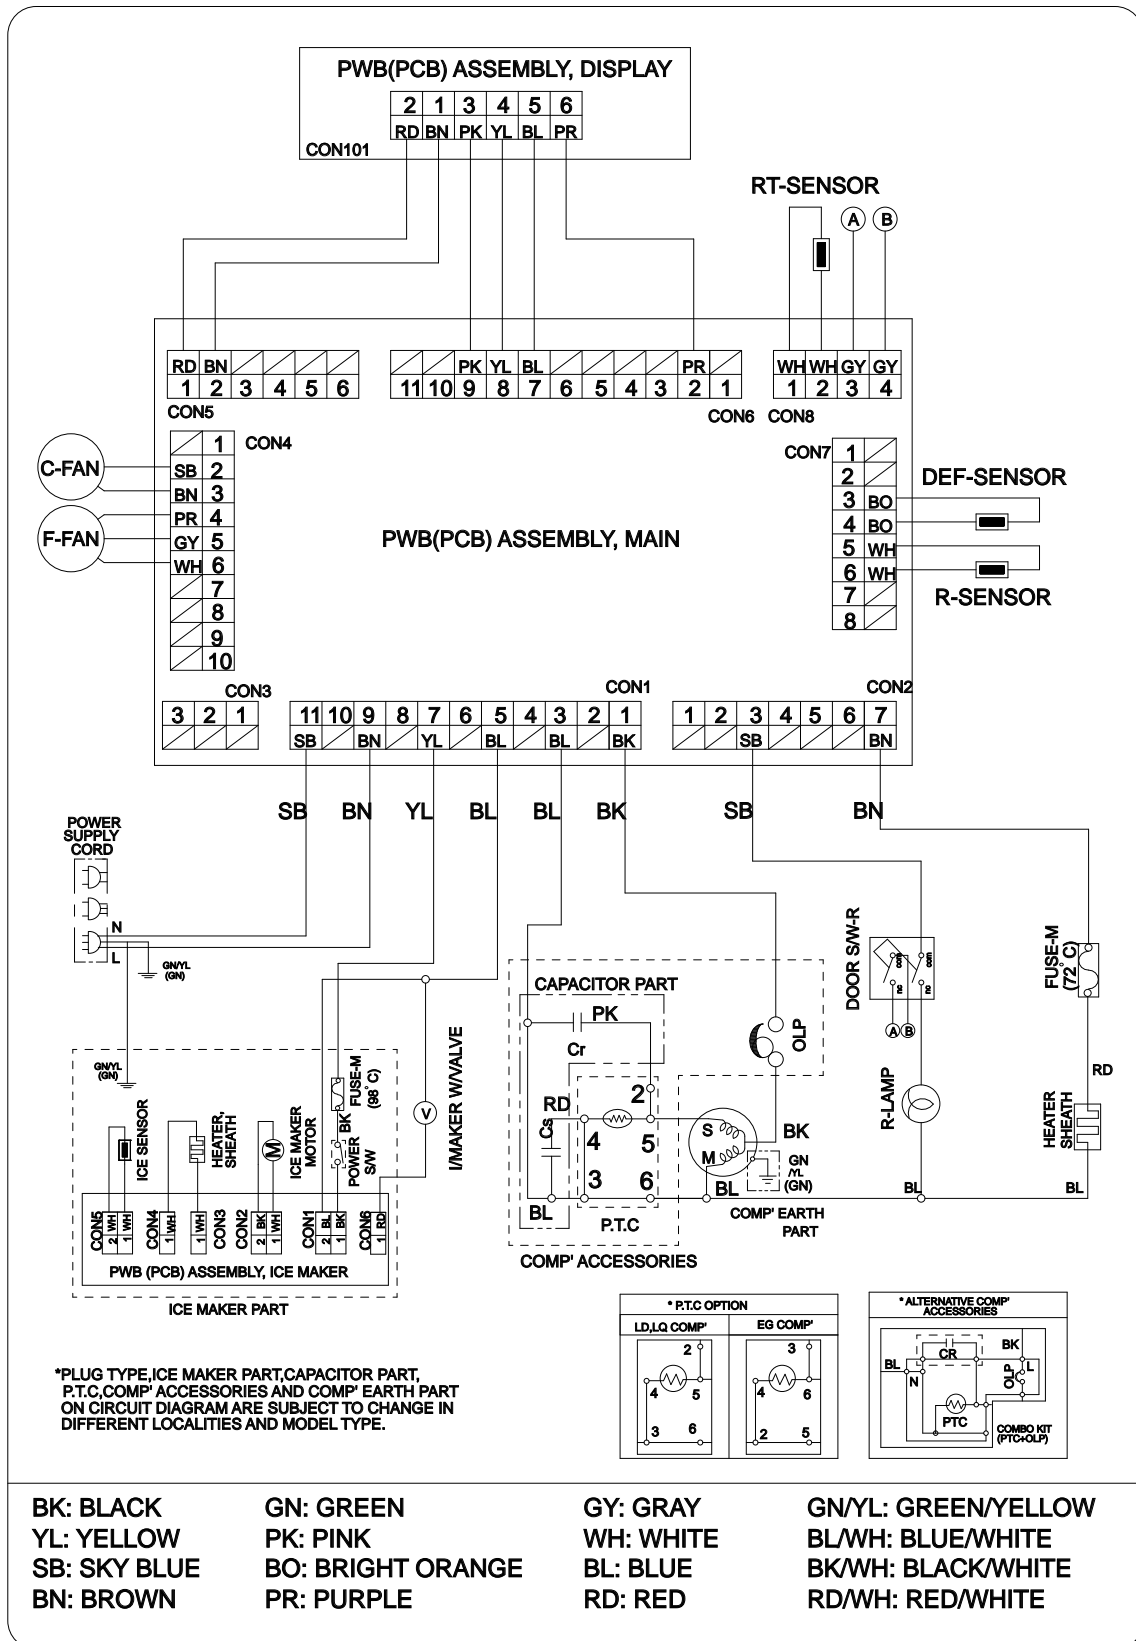 PWB(PCB) ASSEMBLY, DISPLAY
2 1 3 4 5 6
RD BN PK YL BL PR
CON101
RT-SENSOR
A B
RD BN
1 2 3 4 5 6
CON5
PK YL BL PR
11 10 9 8 7 6 5 4 3 2 1
CON6
WH WH GY GY
1 2 3 4
CON8
C-FAN
F-FAN
CON4
1
SB 2
BN 3
PR 4
GY 5
WH 6
7
8
9
10
PWB(PCB) ASSEMBLY, MAIN
CON7
1
2
3 BO
4 BO
5 WH
6 WH
7
8
DEF-SENSOR
R-SENSOR
CON3
3 2 1
CON1
11 10 9 8 7 6 5 4 3 2 1
SB BN YL BL BL BK
CON2
1 2 3 4 5 6 7
SB BN
SB BN YL BL BL BK SB BN
POWER
SUPPLY
CORD
N
L
GN/YL
(GN)
GN/YL
(GN)
ICE SENSOR
HEATER,
SHEATH
M
ICE MAKER
MOTOR
FUSE-M
(98°C)
BK
POWER
S/W
V
I/MAKER W/VALVE
CON5
2 WH
1 WH
CON4
1 WH
1 WH
CON3
CON2
2 BK
1 WH
CON1
2 BL
1 BK
CON6
1 RD
PWB (PCB) ASSEMBLY, ICE MAKER
ICE MAKER PART
CAPACITOR PART
PK
Cr
RD
Cs
2
4 5
3 6
BL
P.T.C
OLP
S
M
BK
BL
GN
/YL
(GN)
COMP' EARTH
PART
COMP' ACCESSORIES
DOOR S/W-R
com com
nc nc
A B
R-LAMP
BL
FUSE-M
(72°C)
RD
HEATER
SHEATH
BL
* P.T.C OPTION
LD,LQ COMP' EG COMP'
2
4 5
3 6
3
4 6
2 5
* ALTERNATIVE COMP'
ACCESSORIES
BK
CR
BL
N
L
OLP
PTC
COMBO KIT
(PTC+OLP)
*PLUG TYPE,ICE MAKER PART,CAPACITOR PART,
P.T.C,COMP' ACCESSORIES AND COMP' EARTH PART
ON CIRCUIT DIAGRAM ARE SUBJECT TO CHANGE IN
DIFFERENT LOCALITIES AND MODEL TYPE.
BK: BLACK GN: GREEN GY: GRAY GN/YL: GREEN/YELLOW
YL: YELLOW PK: PINK WH: WHITE BL/WH: BLUE/WHITE
SB: SKY BLUE BO: BRIGHT ORANGE BL: BLUE BK/WH: BLACK/WHITE
BN: BROWN PR: PURPLE RD: RED RD/WH: RED/WHITE